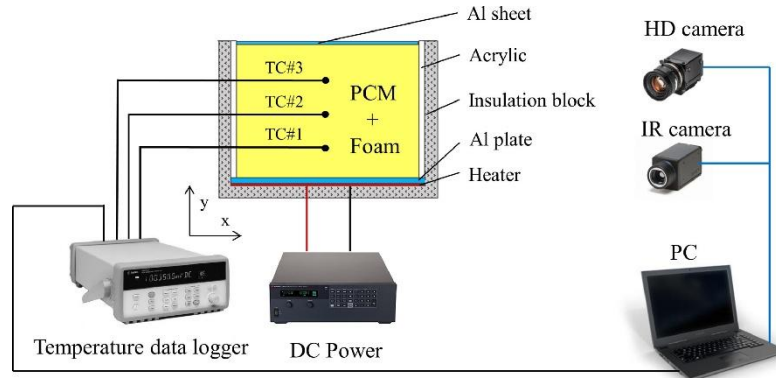 Al sheet
HD camera
Acrylic
TC#3
PCM
TC#2
Insulation block
+
IR camera
TC#1
Foam
Al plate
Heater
y
x
PC
Temperature data logger
DC Power